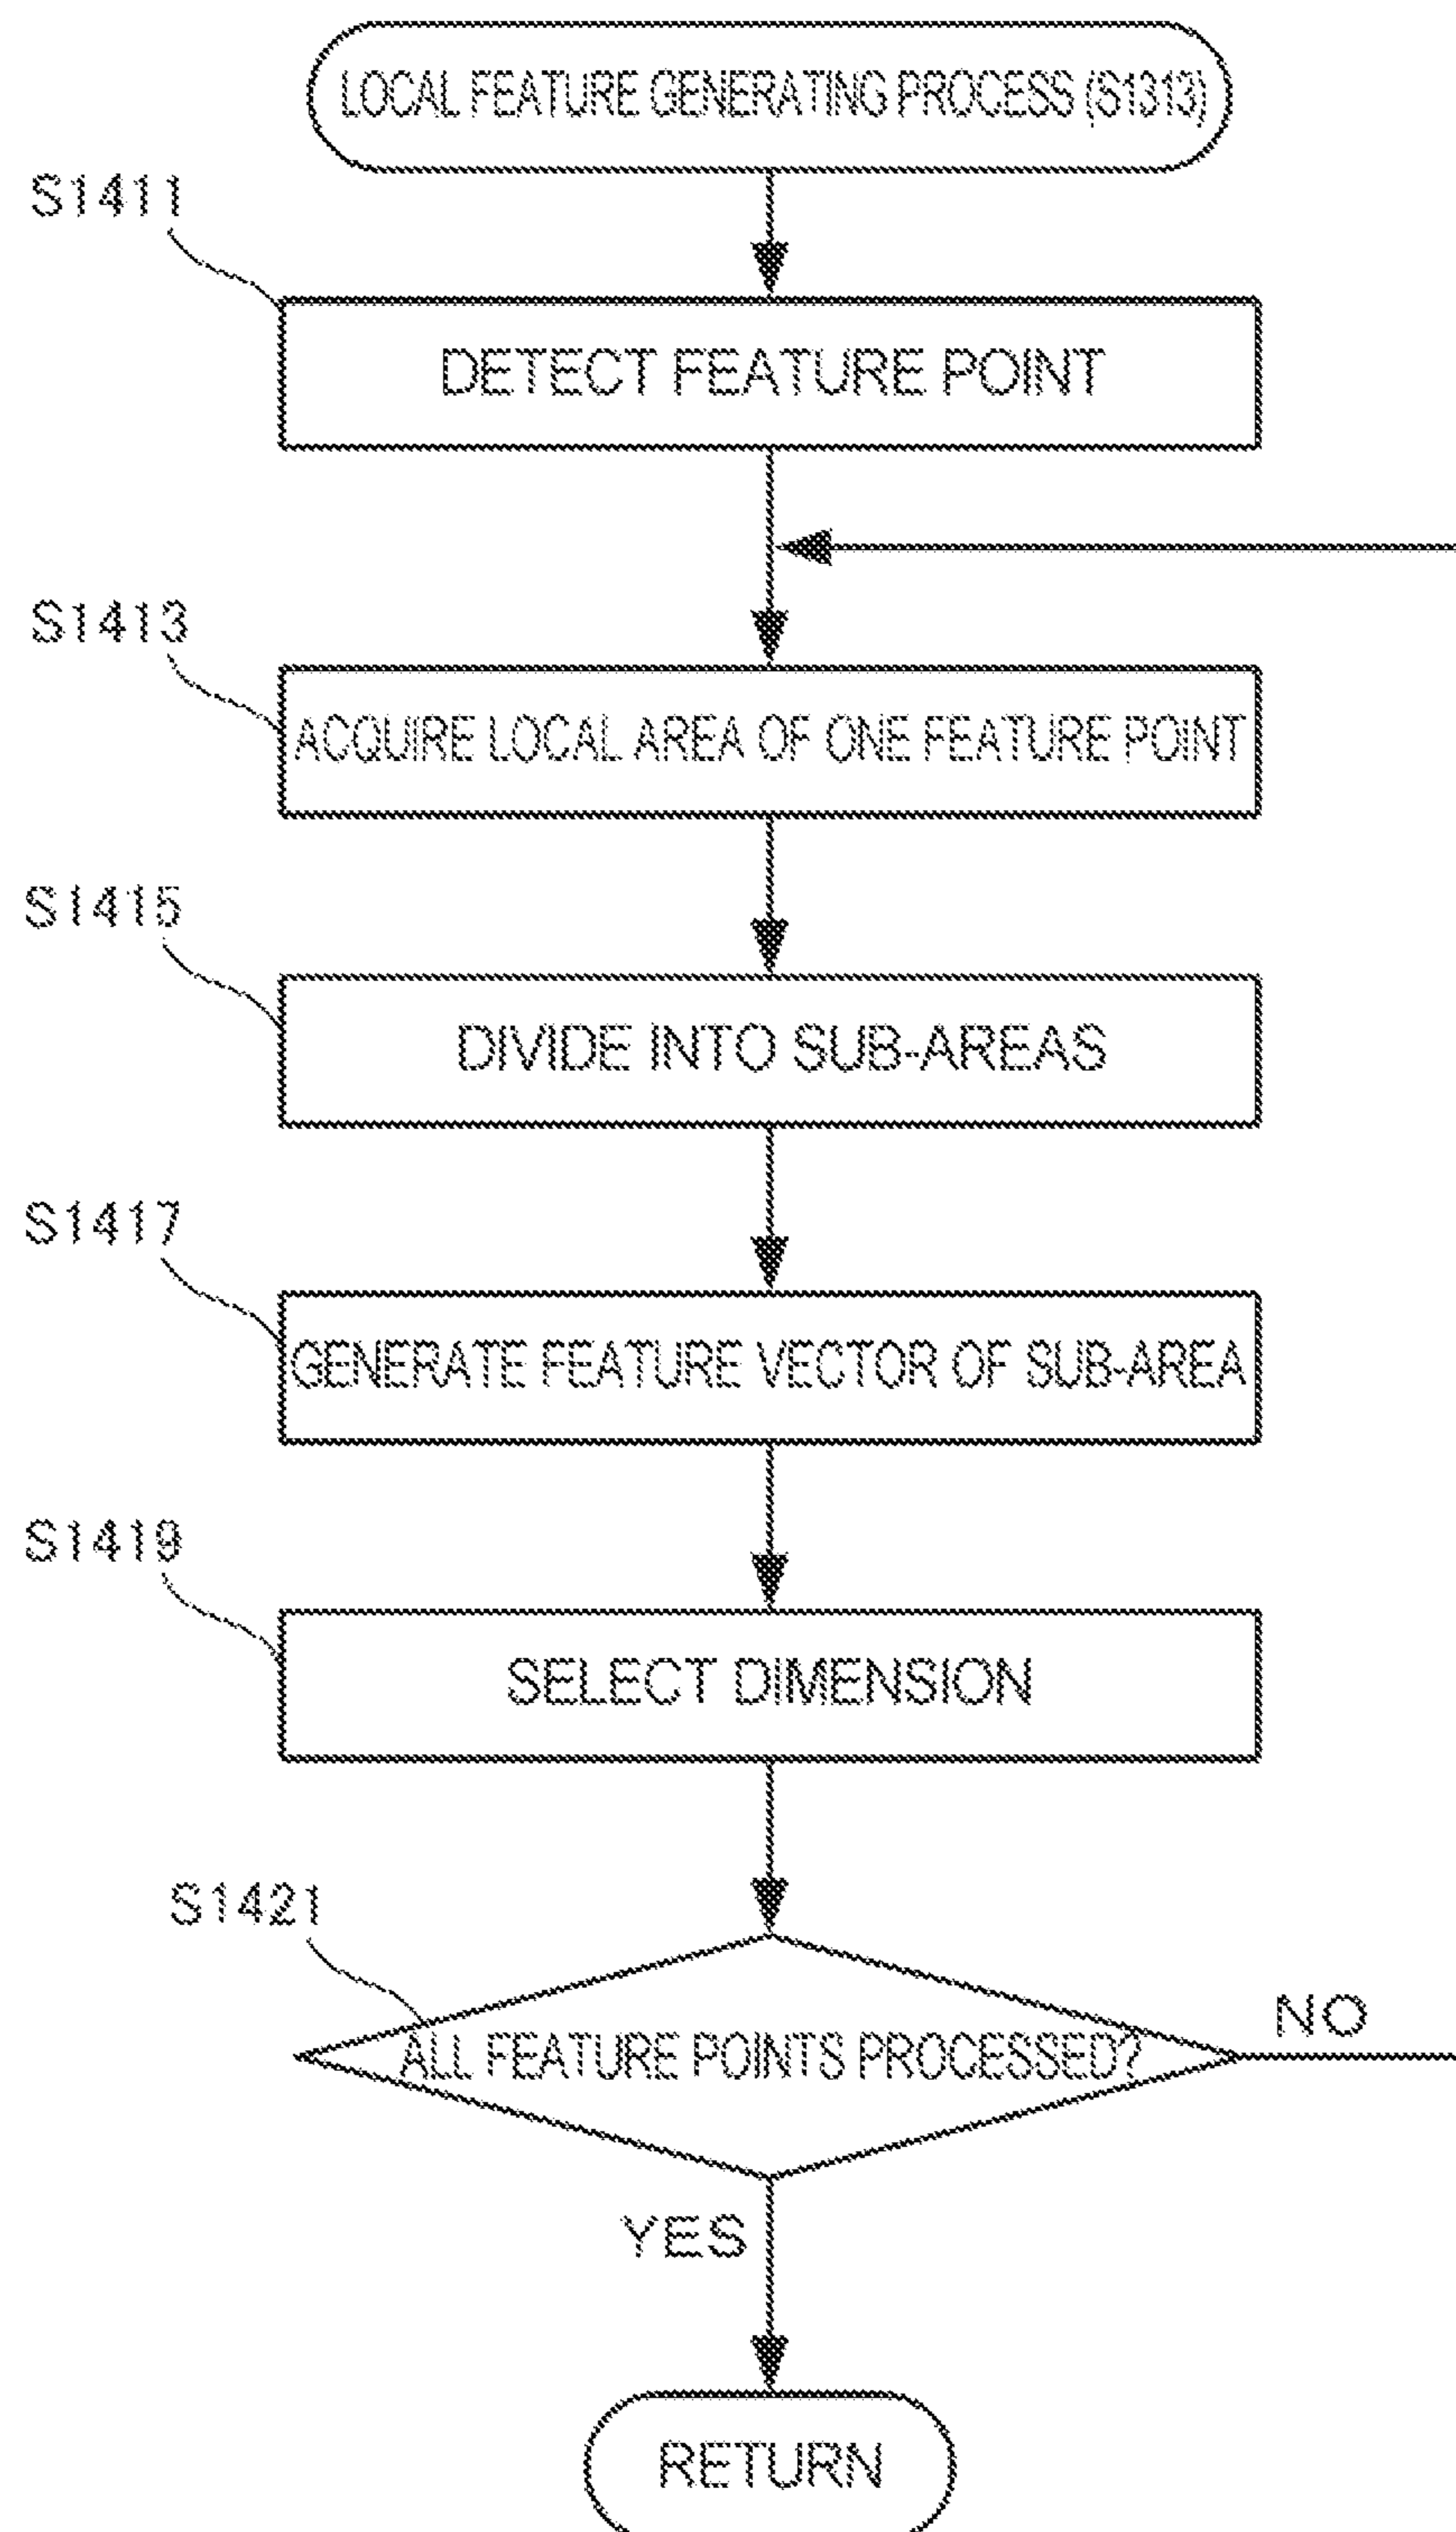 LOCAL FEATURE GENERATING PROCESS (S1313)
S1411
DETECT FEATURE POINT
S1413
ACQUIRE LOCAL AREA OF ONE FEATURE POINT
S1415
DIVIDE INTO SUB-AREAS
S1417
GENERATE FEATURE VECTOR OF SUB-AREA
S1419
SELECT DIMENSION
S1421
ALL FEATURE POINTS PROCESSED?
NO
YES
RETURN